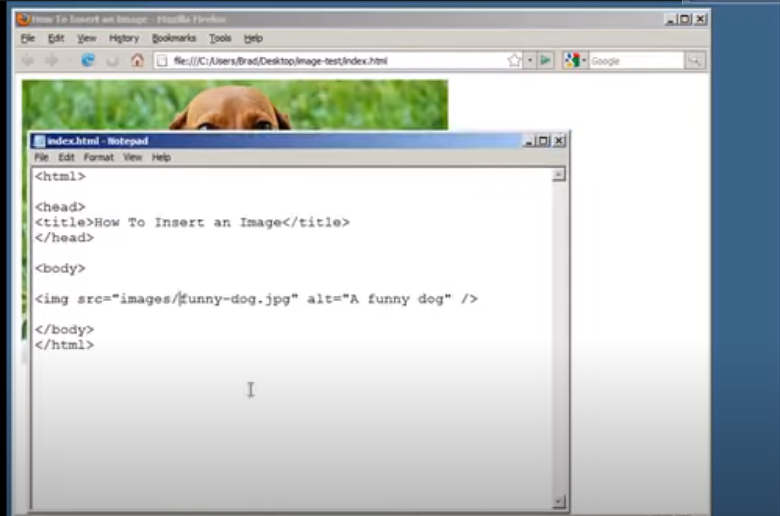 How To Insert an Image - Mozilla Firefox
File Edit View History Bookmarks Tools Help
file:///C:/Users/Brad/Desktop/image-test/index.html
Google
index.html - Notepad
File Edit Format View Help
<html>
<head>
<title>How To Insert an Image</title>
</head>
<body>
<img src="images/funny-dog.jpg" alt="A funny dog" />
</body>
</html>